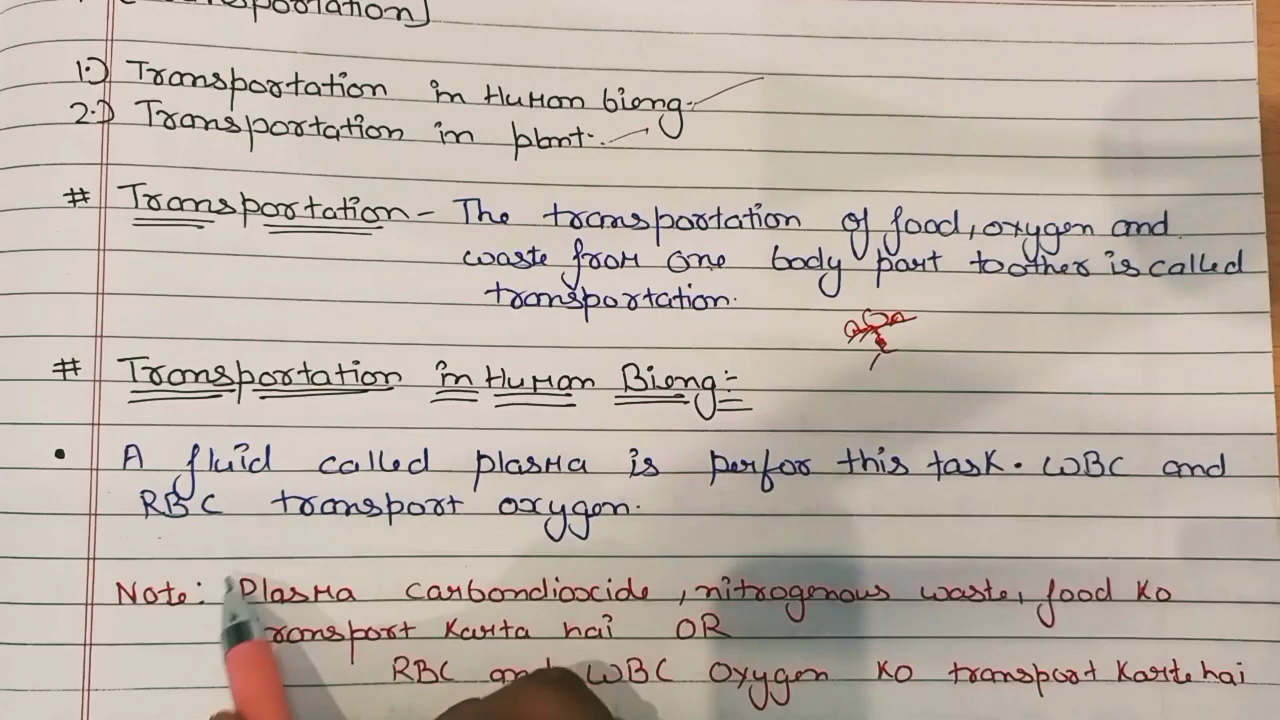 1.) Transportation in Human biong.
2.) Transportation in plant.
# Transportation - The transportation of food, oxygen and
waste from one body part to other is called
transportation.
# Transportation in Human Biong:-
• A fluid called plasma is perfor this task. WBC and
RBC transport oxygen.
Note: Plasma carbondioxcide, nitrogenous waste, food Ko
transport Karta hai OR
RBC and WBC oxygen Ko transport Karte hai